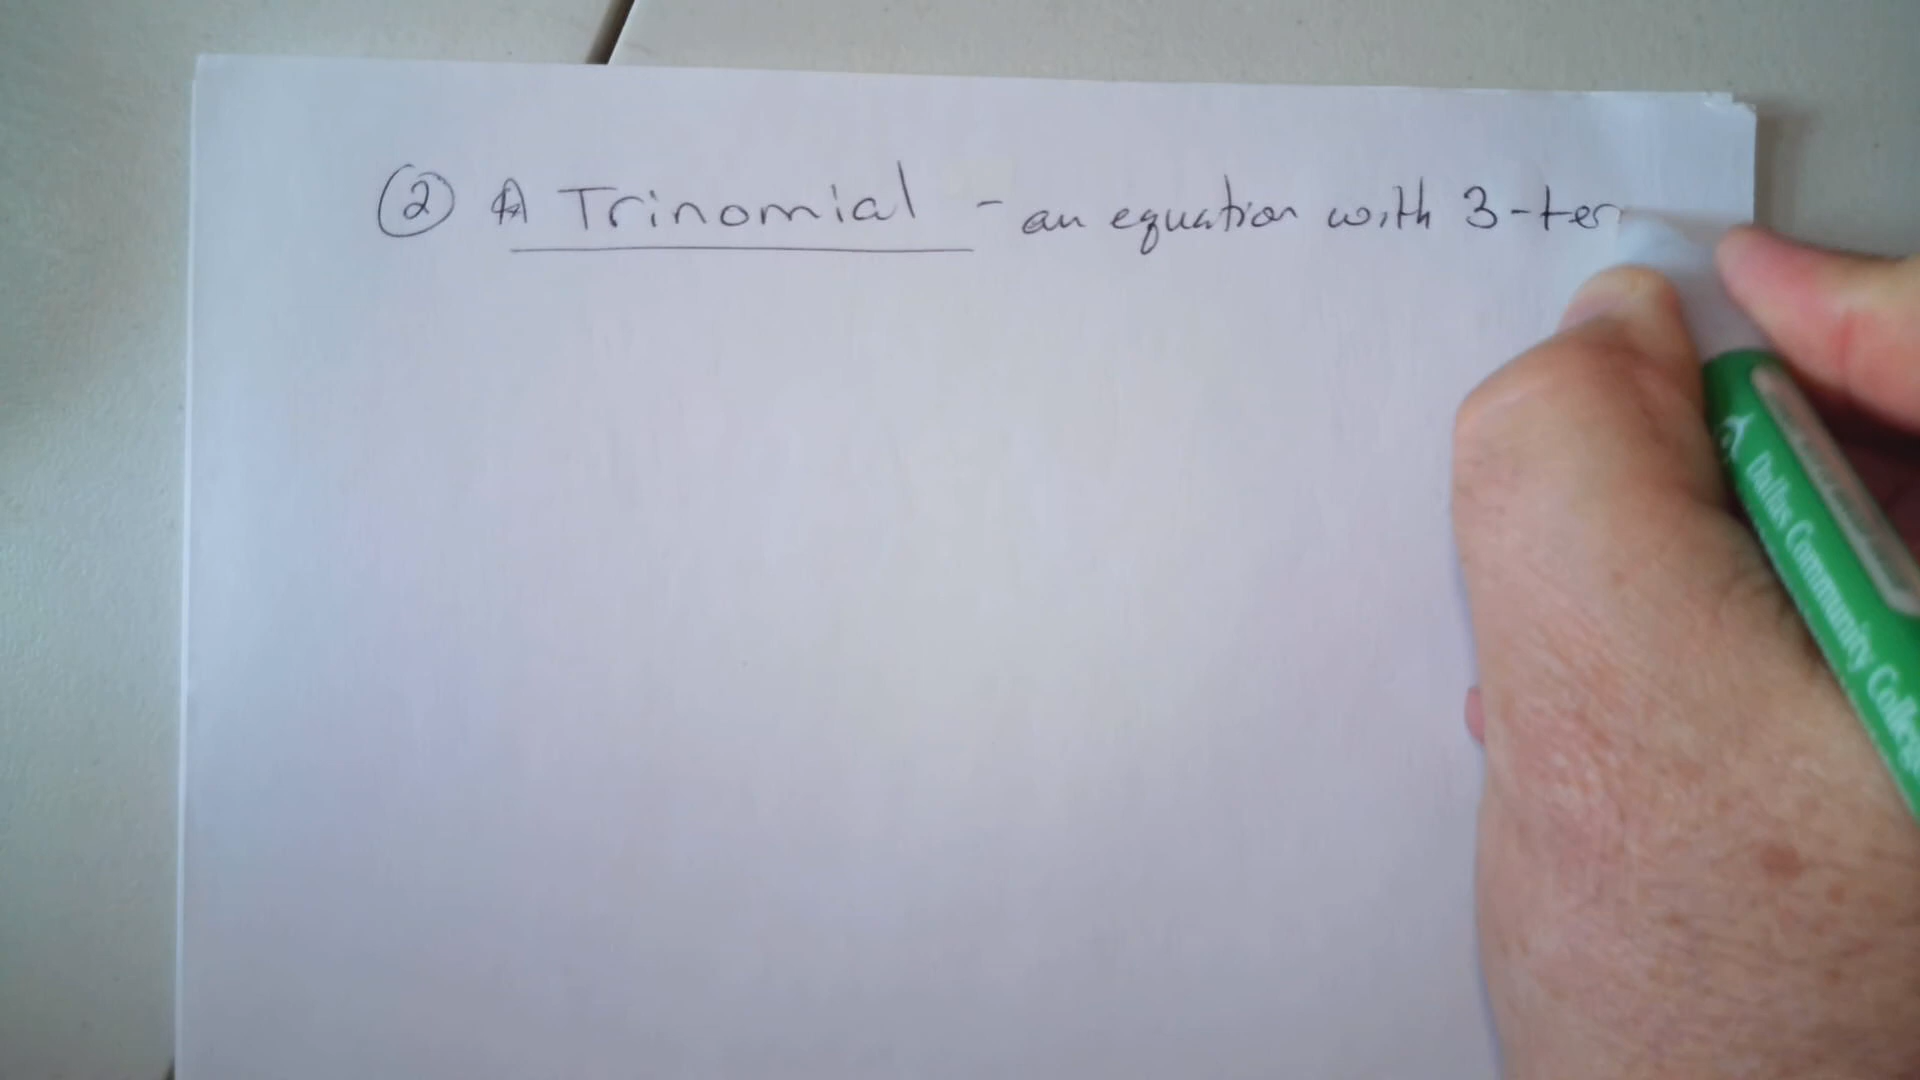 ② A Trinomial - an equation with 3-ter
Dallas Community College